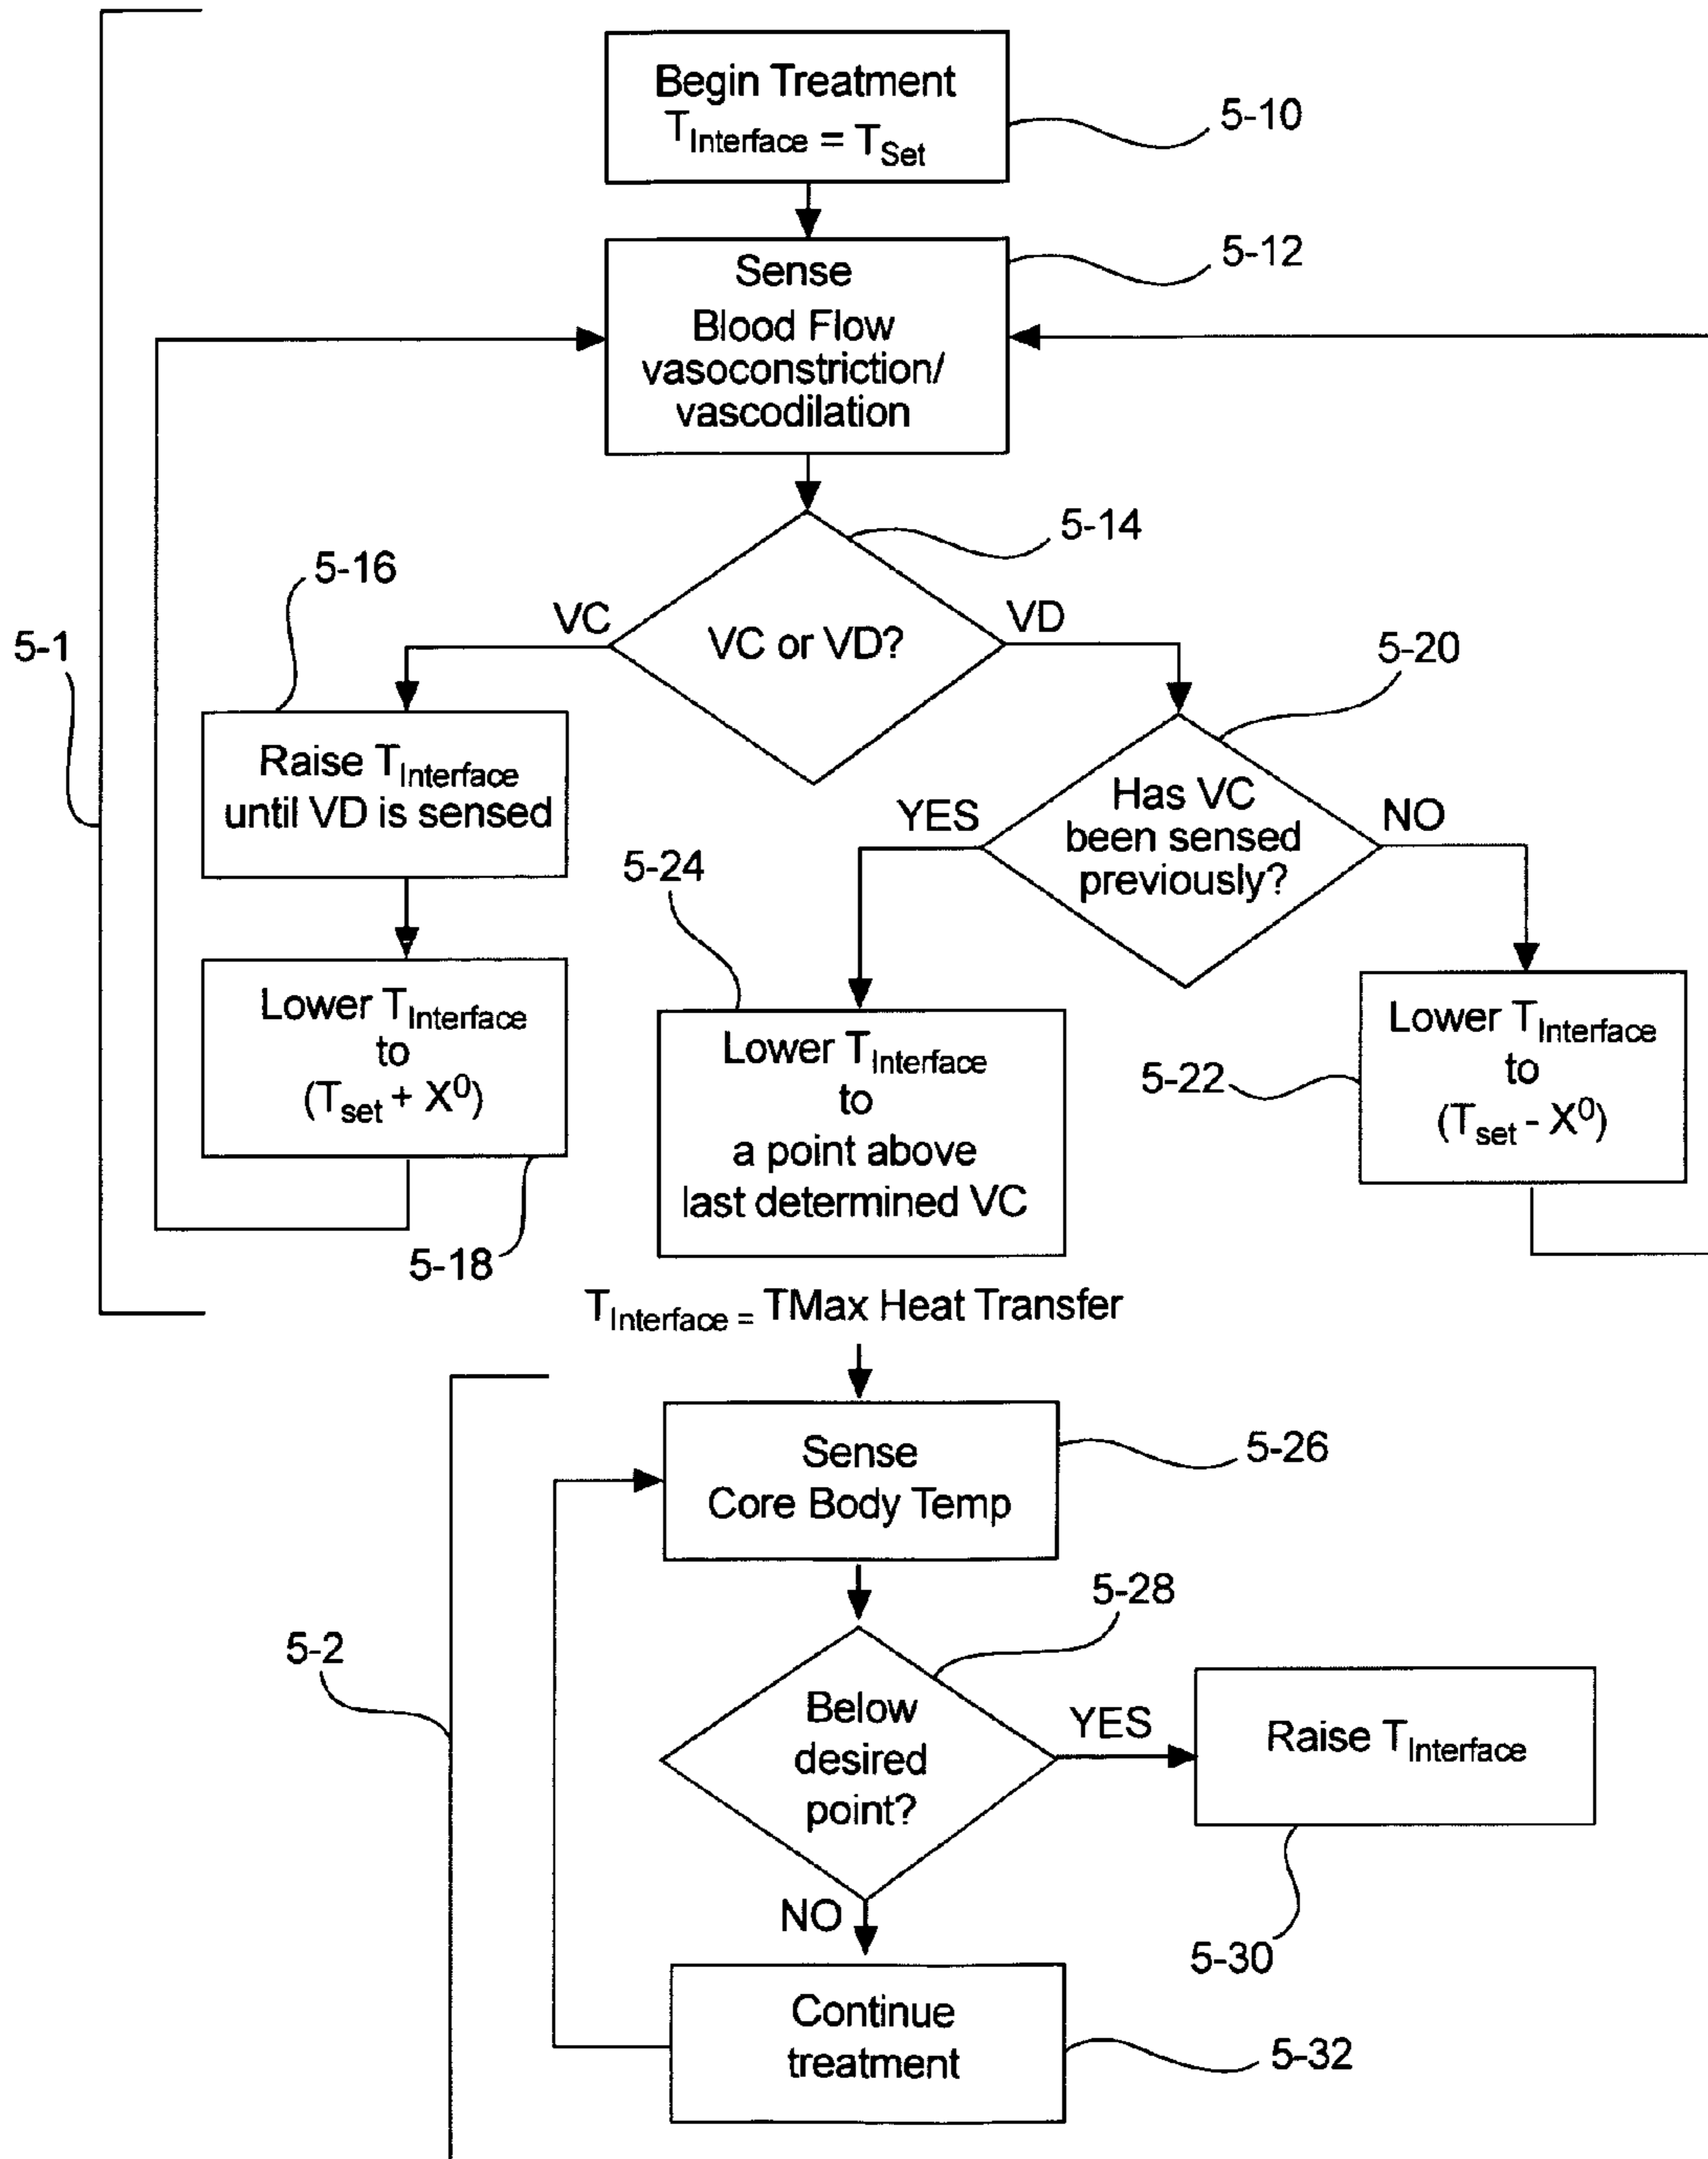 Begin Treatment
TInterface = TSet
5-10
Sense
Blood Flow
vasoconstriction/
vascodilation
5-12
5-14
VC or VD?
VC
VD
5-16
5-1
Raise TInterface
until VD is sensed
5-20
Has VC
been sensed
previously?
YES
NO
5-24
Lower TInterface
to
(Tset + X0)
5-18
Lower TInterface
to
a point above
last determined VC
5-22
Lower TInterface
to
(Tset - X0)
TInterface = TMax Heat Transfer
Sense
Core Body Temp
5-26
5-28
5-2
Below
desired
point?
YES
Raise TInterface
5-30
NO
Continue
treatment
5-32